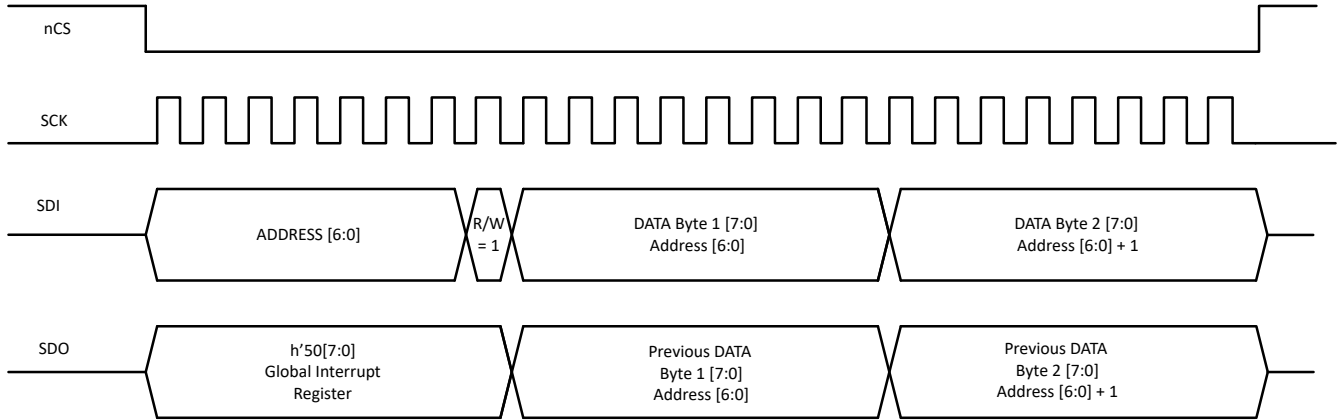 nCS
SCK
SDI
ADDRESS [6:0]
R/W
= 1
DATA Byte 1 [7:0]
Address [6:0]
DATA Byte 2 [7:0]
Address [6:0] + 1
SDO
h’50[7:0]
Global Interrupt
Register
Previous DATA
Byte 1 [7:0]
Address [6:0]
Previous DATA
Byte 2 [7:0]
Address [6:0] + 1